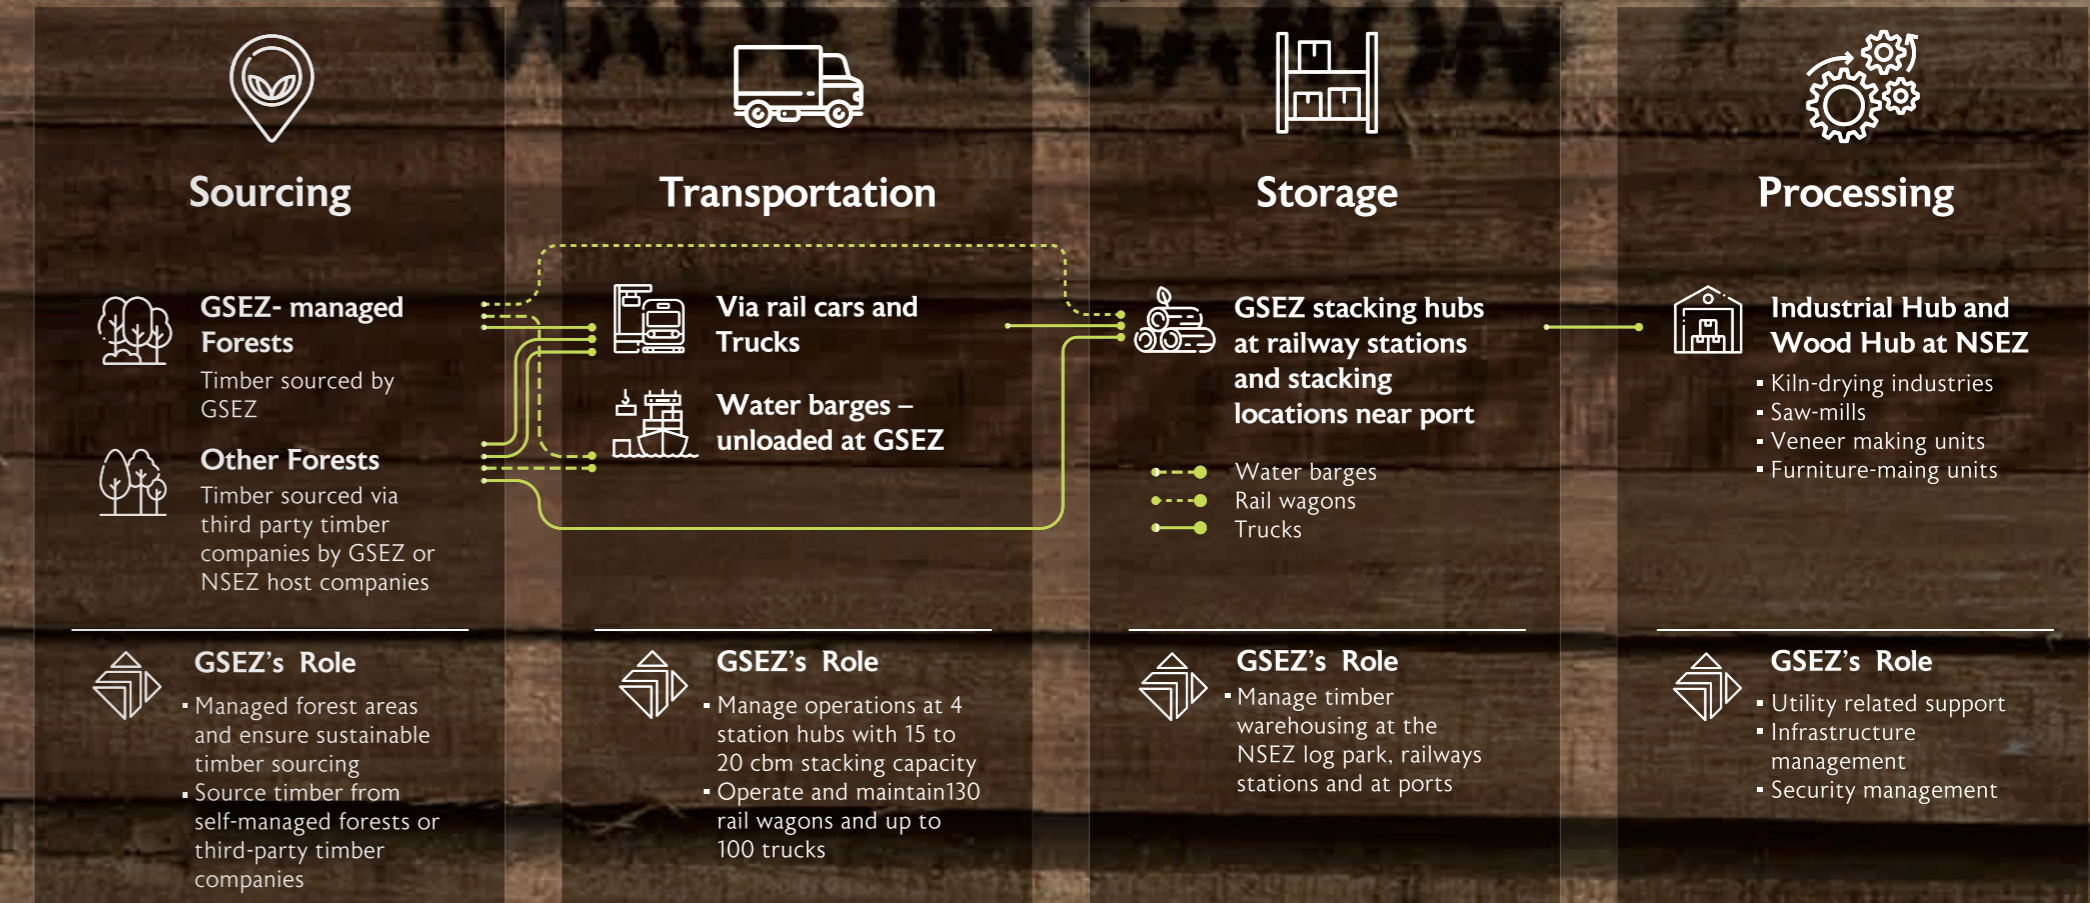 MADE IN GABON
Sourcing
GSEZ- managed
Forests
Timber sourced by
GSEZ
Other Forests
Timber sourced via
third party timber
companies by GSEZ or
NSEZ host companies
GSEZ's Role
▪ Managed forest areas
and ensure sustainable
timber sourcing
▪ Source timber from
self-managed forests or
third-party timber
companies
Transportation
Via rail cars and
Trucks
Water barges –
unloaded at GSEZ
GSEZ's Role
▪ Manage operations at 4
station hubs with 15 to
20 cbm stacking capacity
▪ Operate and maintain130
rail wagons and up to
100 trucks
Storage
GSEZ stacking hubs
at railway stations
and stacking
locations near port
Water barges
Rail wagons
Trucks
GSEZ's Role
▪ Manage timber
warehousing at the
NSEZ log park, railways
stations and at ports
Processing
Industrial Hub and
Wood Hub at NSEZ
▪ Kiln-drying industries
▪ Saw-mills
▪ Veneer making units
▪ Furniture-maing units
GSEZ's Role
▪ Utility related support
▪ Infrastructure
management
▪ Security management